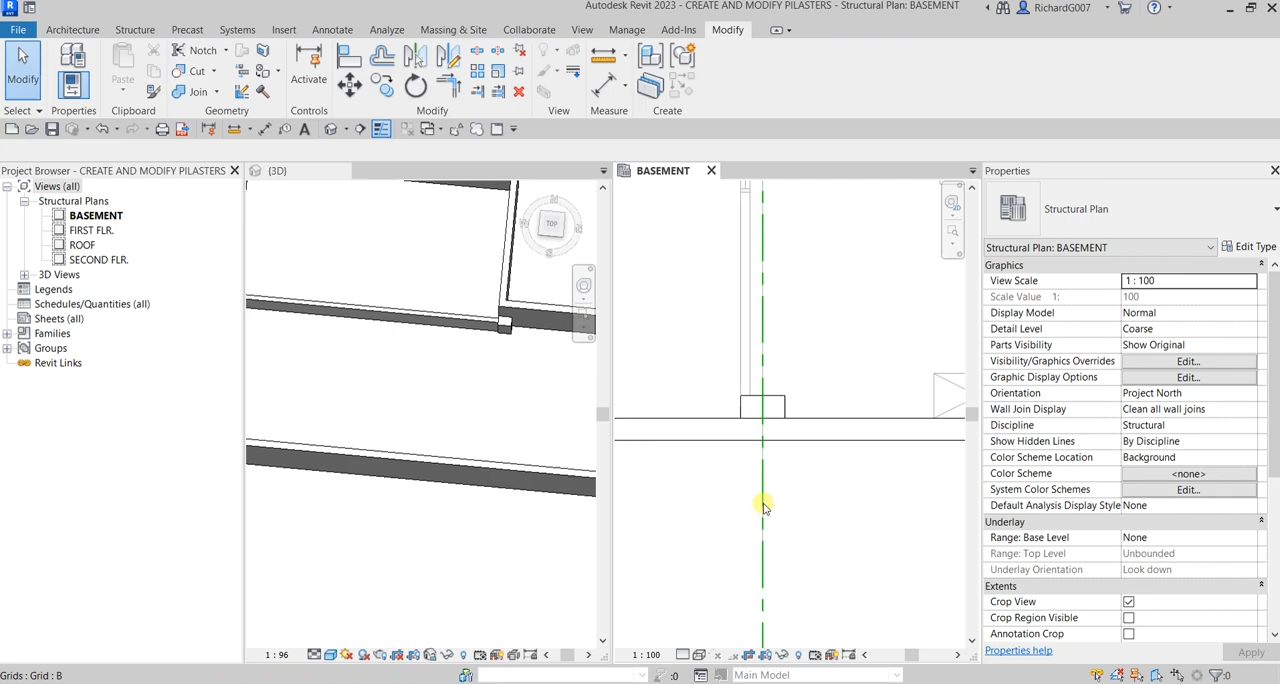 Autodesk Revit 2023 - CREATE AND MODIFY PILASTERS - Structural Plan: BASEMENT
RichardG007
File Architecture Structure Precast Systems Insert Annotate Analyze Massing & Site Collaborate View Manage Add-Ins Modify
Modify Paste Notch Cut Join Activate
Select Properties Clipboard Geometry Controls Modify View Measure Create
Project Browser - CREATE AND MODIFY PILASTERS
{3D}
BASEMENT
Properties
Views (all)
Structural Plans
BASEMENT
FIRST FLR.
ROOF
SECOND FLR.
3D Views
Legends
Schedules/Quantities (all)
Sheets (all)
Families
Groups
Revit Links
TOP
1 : 96
1 : 100
Structural Plan
Structural Plan: BASEMENT Edit Type
Graphics
View Scale 1 : 100
Scale Value 1: 100
Display Model Normal
Detail Level Coarse
Parts Visibility Show Original
Visibility/Graphics Overrides Edit...
Graphic Display Options Edit...
Orientation Project North
Wall Join Display Clean all wall joins
Discipline Structural
Show Hidden Lines By Discipline
Color Scheme Location Background
Color Scheme <none>
System Color Schemes Edit...
Default Analysis Display Style None
Underlay
Range: Base Level None
Range: Top Level Unbounded
Underlay Orientation Look down
Extents
Crop View
Crop Region Visible
Annotation Crop
Properties help Apply
Grids : Grid : B
:0
Main Model
:0